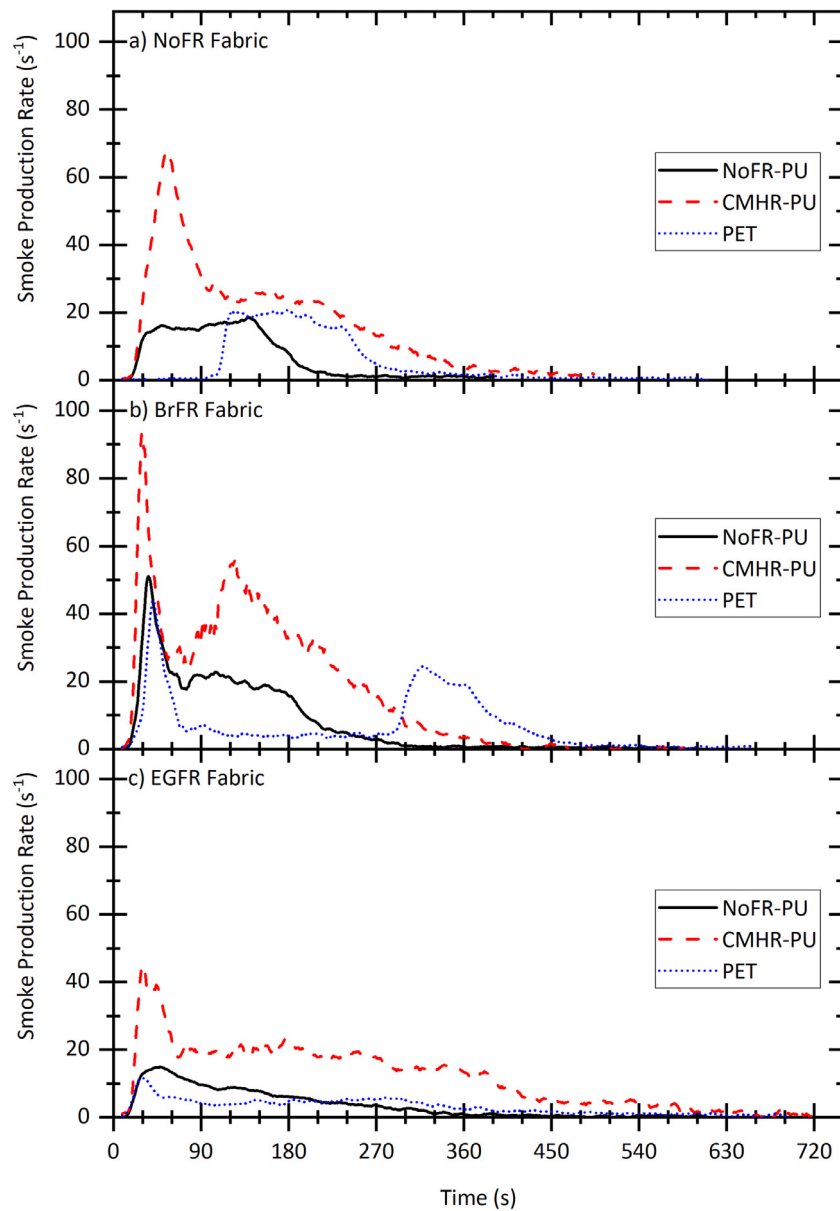 a) NoFR Fabric
Smoke Production Rate (s⁻¹)
100
80
60
40
20
0
NoFR-PU
CMHR-PU
PET
b) BrFR Fabric
Smoke Production Rate (s⁻¹)
100
80
60
40
20
0
NoFR-PU
CMHR-PU
PET
c) EGFR Fabric
Smoke Production Rate (s⁻¹)
100
80
60
40
20
0
NoFR-PU
CMHR-PU
PET
0 90 180 270 360 450 540 630 720
Time (s)